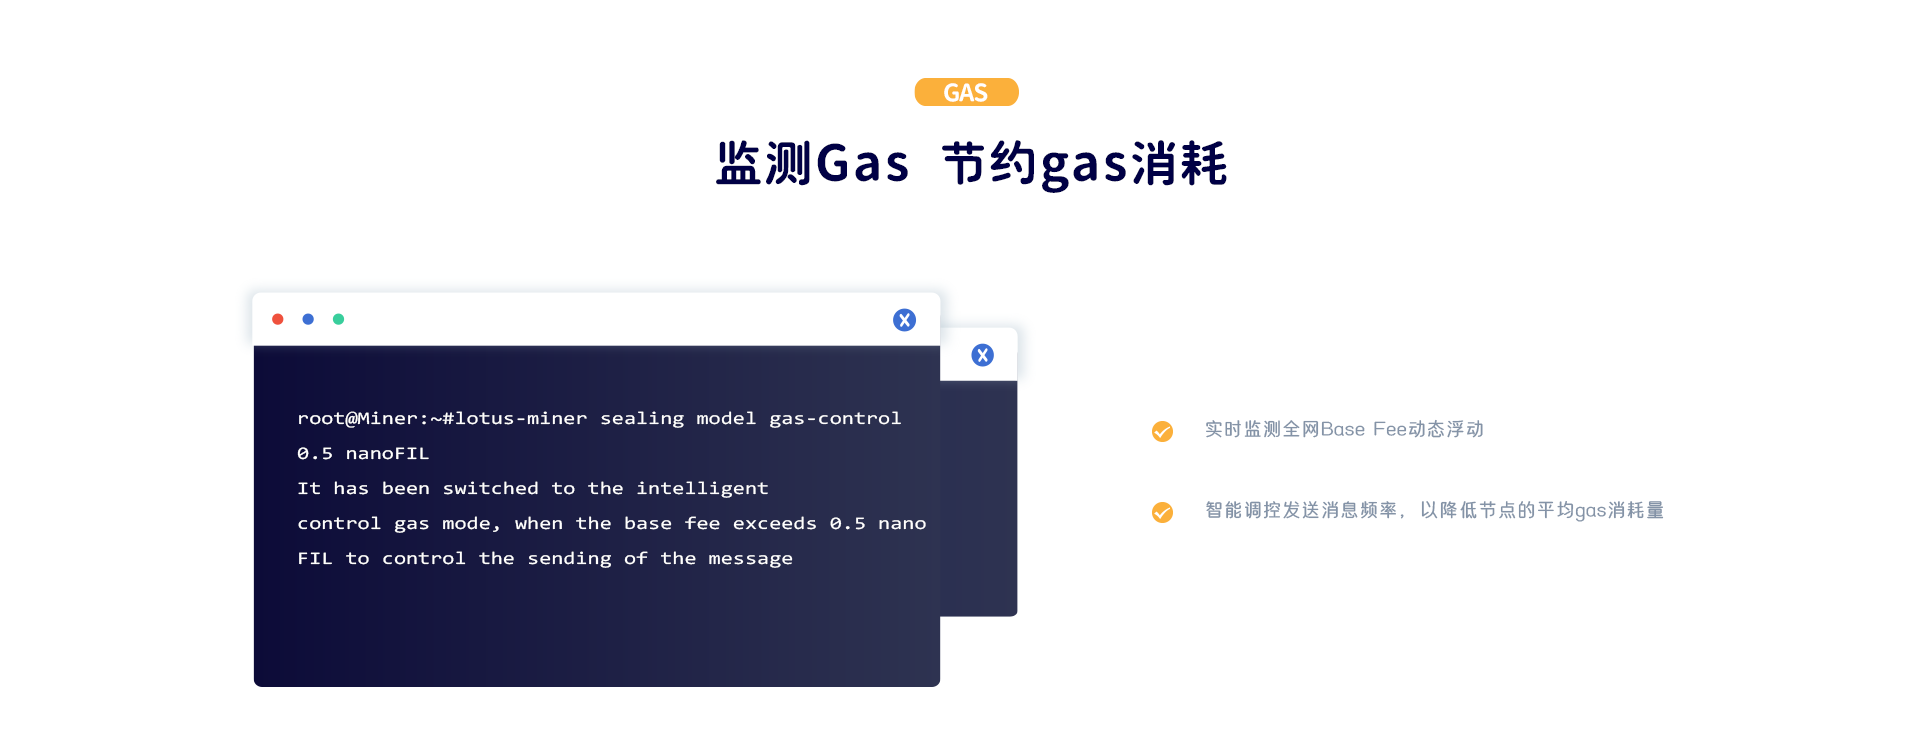 GAS
监测Gas 节约gas消耗
X
X
root@Miner:~#lotus-miner sealing model gas-control
0.5 nanoFIL
It has been switched to the intelligent
control gas mode, when the base fee exceeds 0.5 nano
FIL to control the sending of the message
实时监测全网Base Fee动态浮动
智能调控发送消息频率，以降低节点的平均gas消耗量